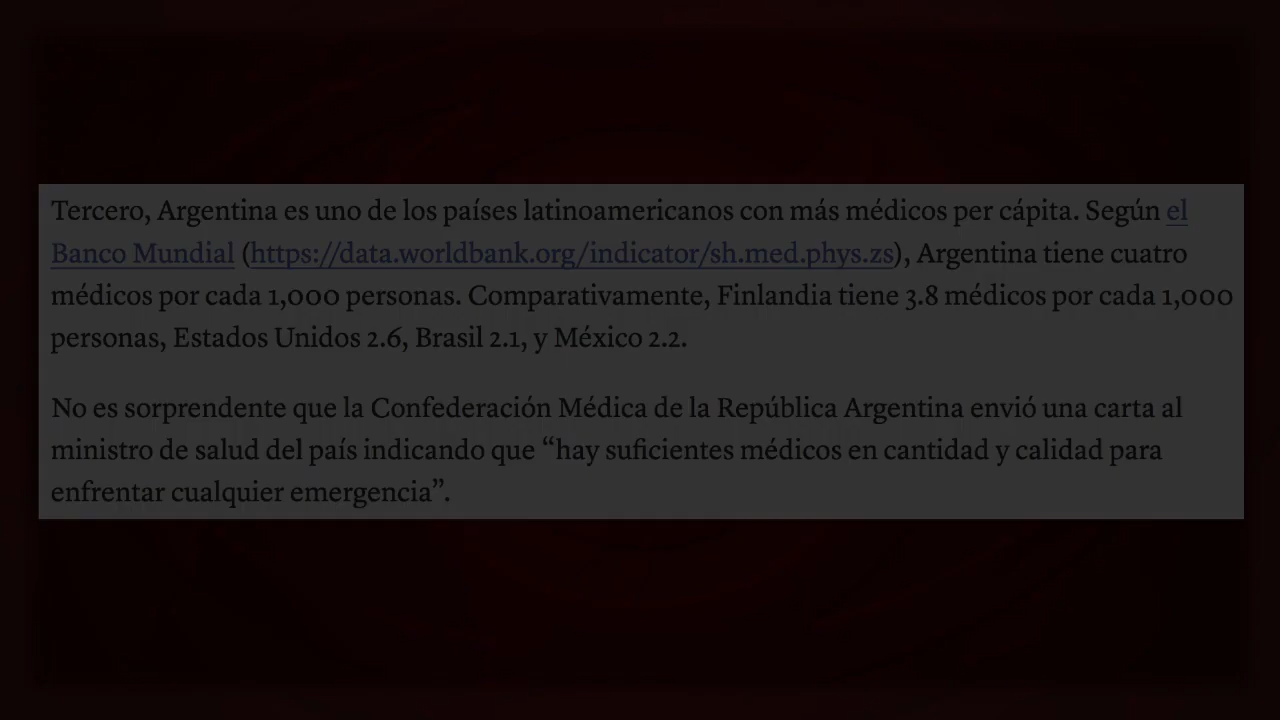 Tercero, Argentina es uno de los países latinoamericanos con más médicos per cápita. Según el
Banco Mundial (https://data.worldbank.org/indicator/sh.med.phys.zs), Argentina tiene cuatro
médicos por cada 1,000 personas. Comparativamente, Finlandia tiene 3.8 médicos por cada 1,000
personas, Estados Unidos 2.6, Brasil 2.1, y México 2.2.
No es sorprendente que la Confederación Médica de la República Argentina envió una carta al
ministro de salud del país indicando que “hay suficientes médicos en cantidad y calidad para
enfrentar cualquier emergencia”.